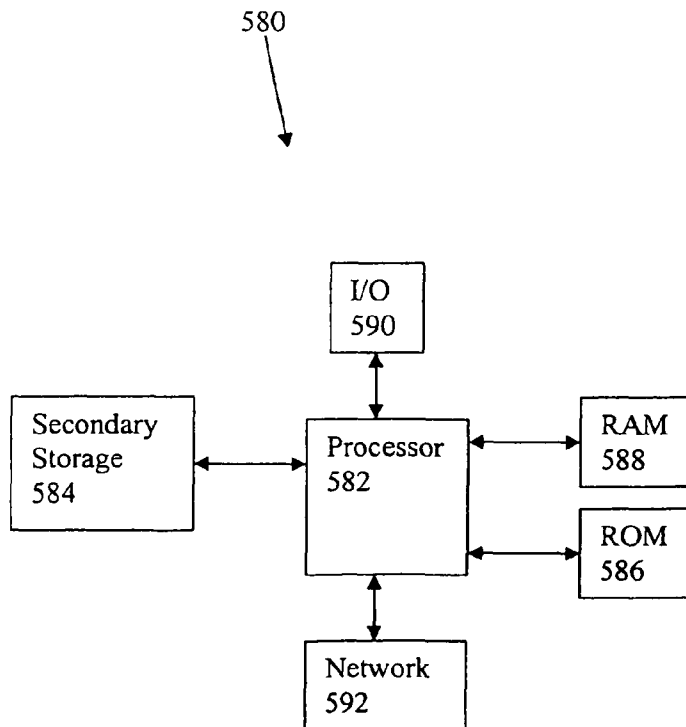 580
I/O
590
Secondary
Storage
584
Processor
582
RAM
588
ROM
586
Network
592